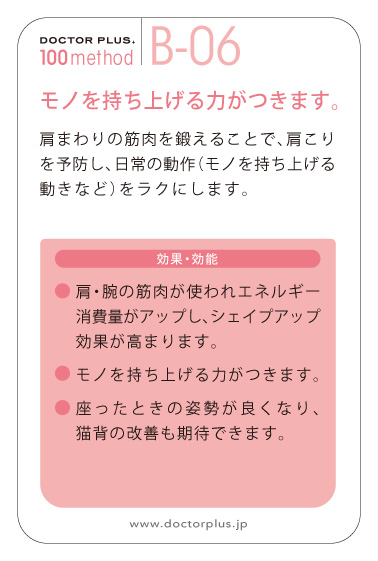 DOCTOR PLUS.
100method
B-06
モノを持ち上げる力がつきます。
肩まわりの筋肉を鍛えることで、肩こり
を予防し、日常の動作（モノを持ち上げる
動きなど）をラクにします。
効果・効能
● 肩・腕の筋肉が使われエネルギー
消費量がアップし、シェイプアップ
効果が高まります。
● モノを持ち上げる力がつきます。
● 座ったときの姿勢が良くなり、
猫背の改善も期待できます。
www.doctorplus.jp